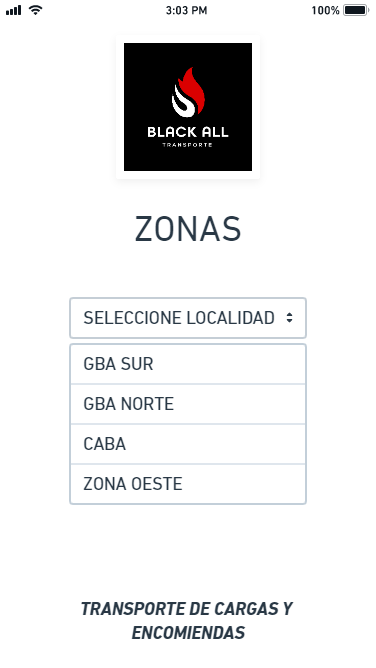 3:03 PM
100%
BLACK ALL
TRANSPORTE
ZONAS
SELECCIONE LOCALIDAD
GBA SUR
GBA NORTE
CABA
ZONA OESTE
TRANSPORTE DE CARGAS Y
ENCOMIENDAS